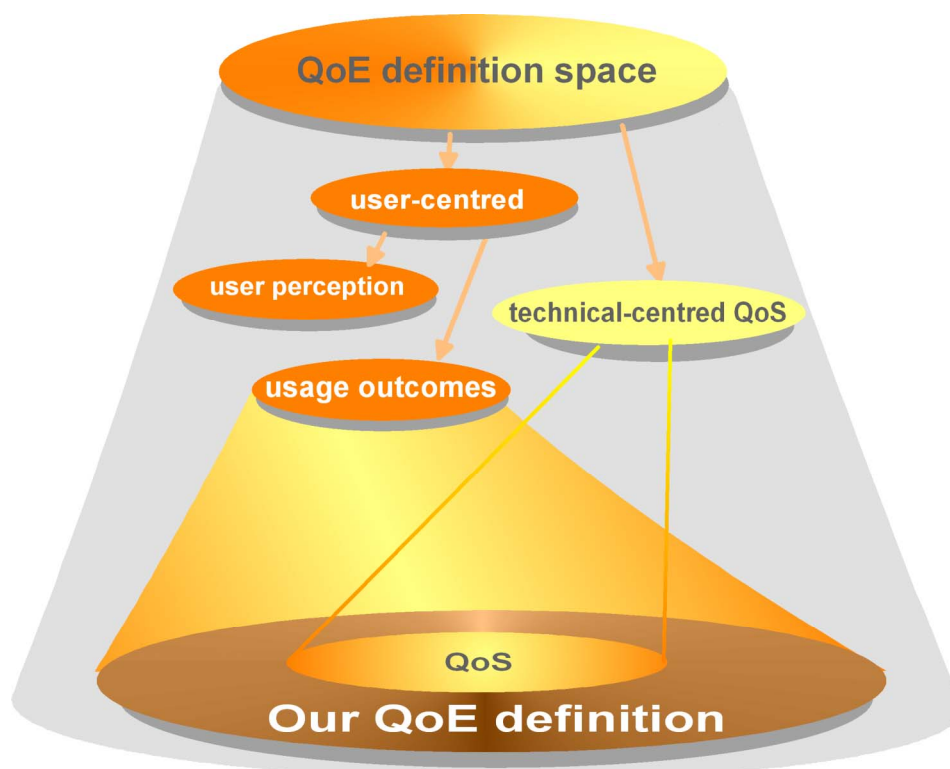 QoE definition space
user-centred
user perception
technical-centred QoS
usage outcomes
QoS
Our QoE definition